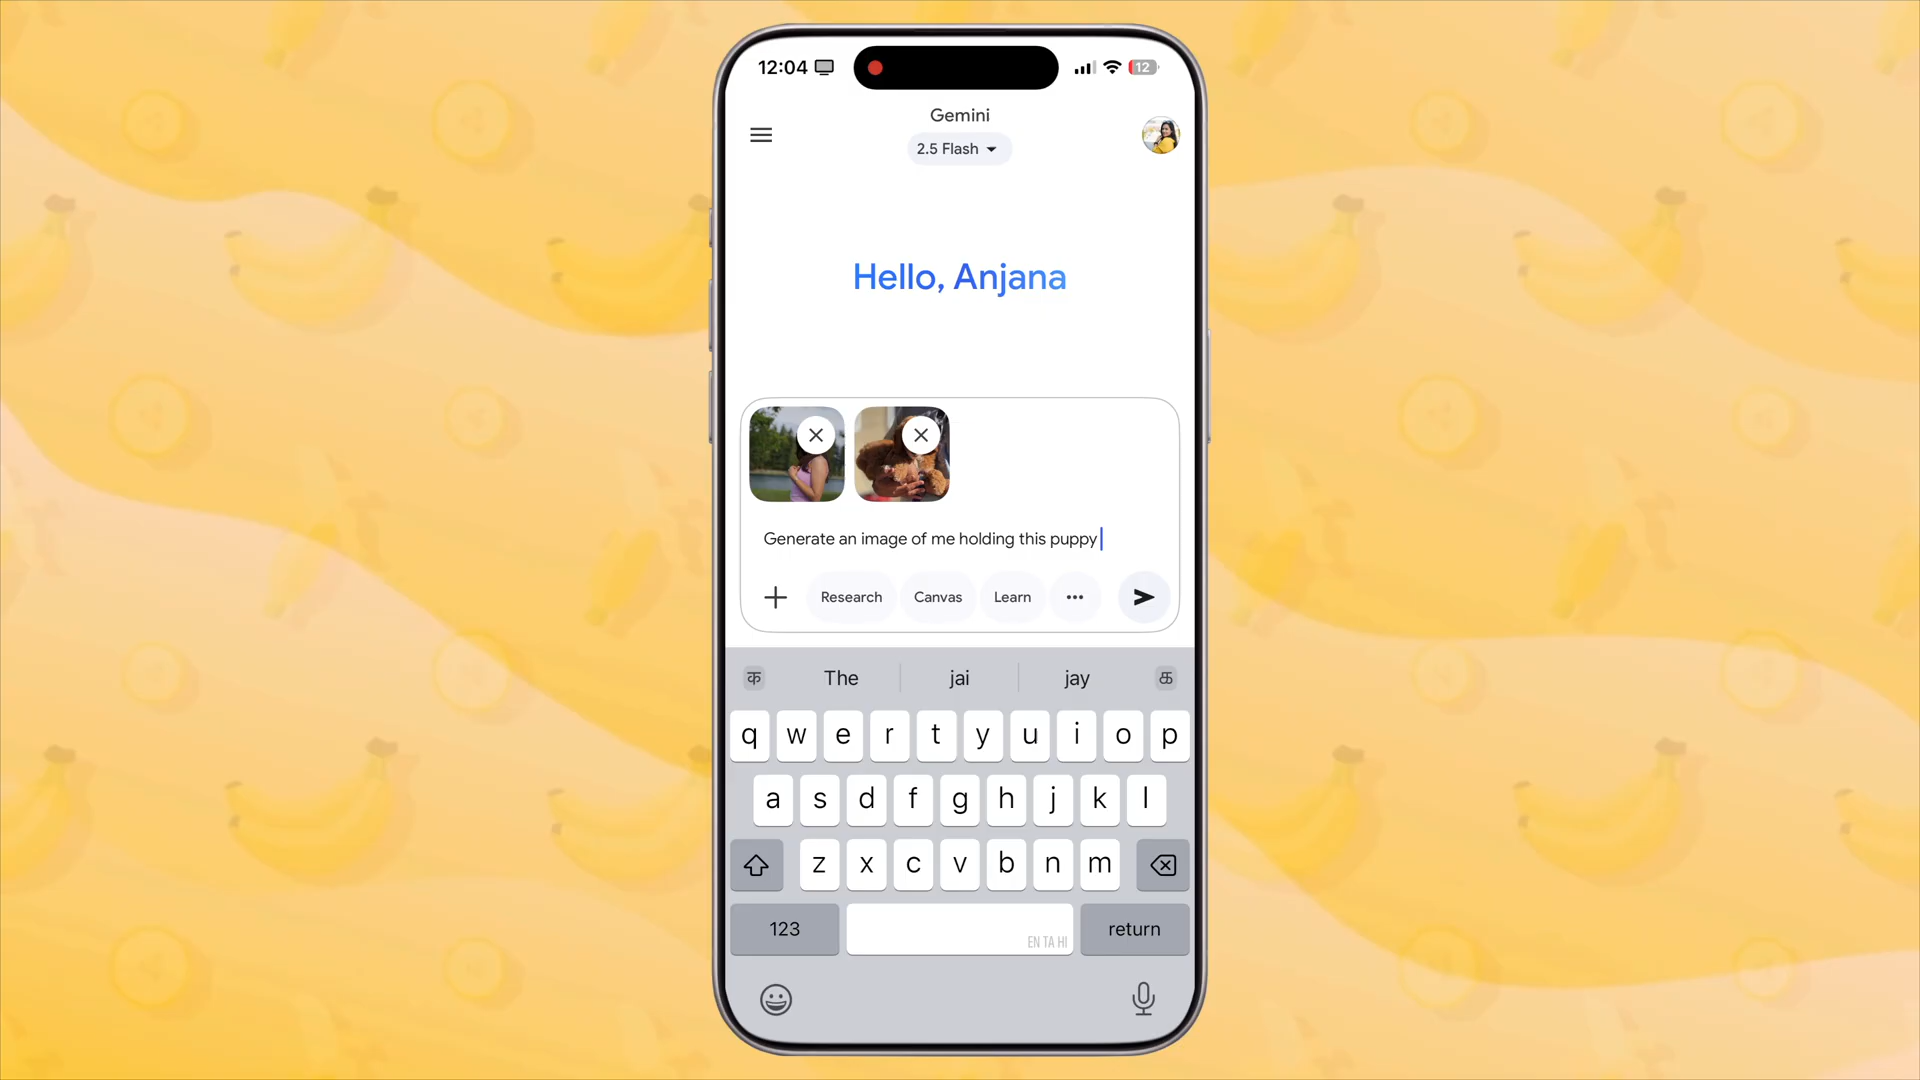 12:04
12
Gemini
2.5 Flash
Hello, Anjana
Generate an image of me holding this puppy
Research
Canvas
Learn
क
The
jai
jay
க
q w e r t y u i o p
a s d f g h j k l
z x c v b n m
123
EN TA HI
return